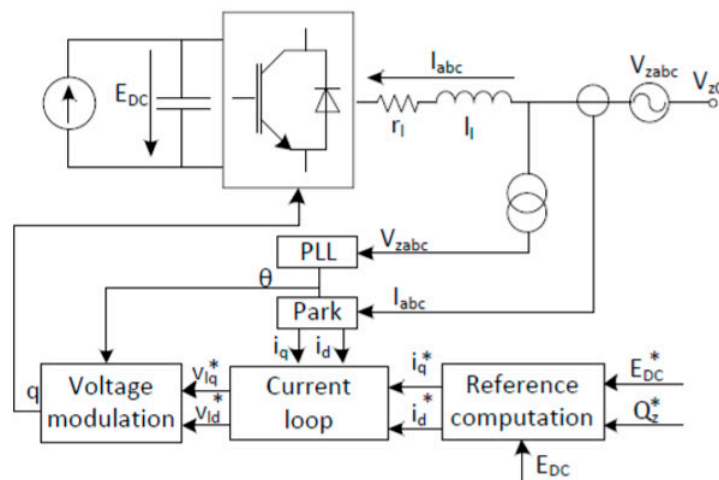 I_abc
V_zabc
V_z0
E_DC
r_l
l_l
PLL
V_zabc
θ
Park
I_abc
i_q i_d
q
Voltage modulation
v_lq*
v_ld*
Current loop
i_q*
i_d*
Reference computation
E_DC*
Q_z*
E_DC